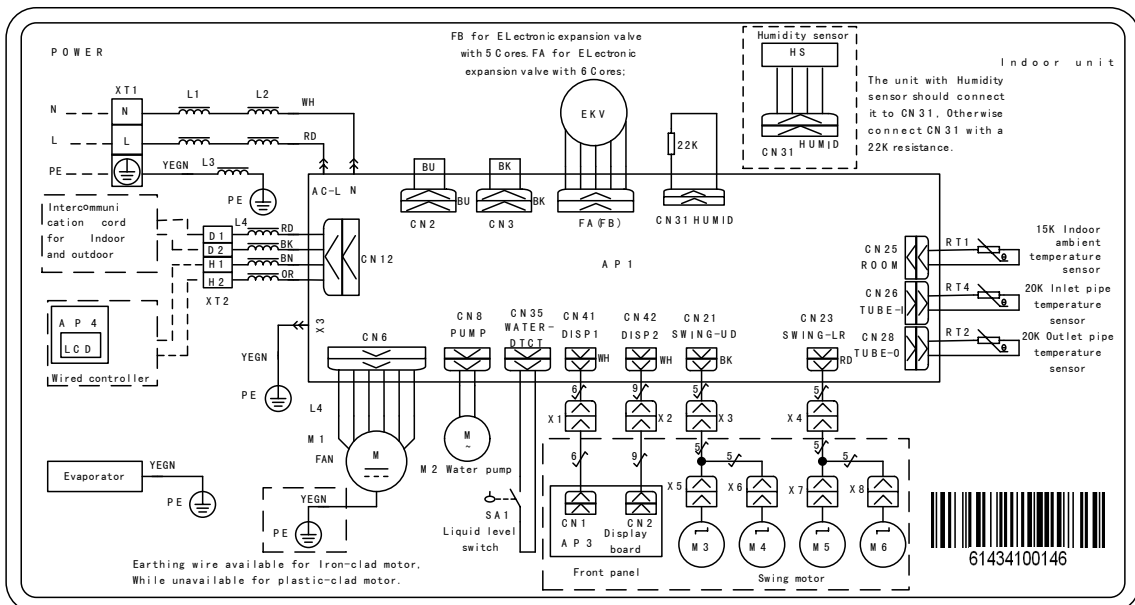 POWER
FB for ELectronic expansion valve
with 5 Cores. FA for ELectronic
expansion valve with 6 Cores;
Humidity sensor
HS
CN31
HUMID
Indoor unit
The unit with Humidity
sensor should connect
it to CN31, Otherwise
connect CN31 with a
22K resistance.
XT1
L1
L2
N
N
WH
L
L
RD
PE
YEGN
L3
PE
AC-L
N
EKV
22K
BU
BU
CN2
BK
BK
CN3
FA(FB)
CN31 HUMID
Intercommuni
cation cord
for Indoor
and outdoor
L4
D1
RD
D2
BK
H1
BN
H2
OR
XT2
CN12
AP1
CN25
ROOM
RT1
θ
15K Indoor
ambient
temperature
sensor
CN26
TUBE-I
RT4
θ
20K Inlet pipe
temperature
sensor
CN28
TUBE-O
RT2
θ
20K Outlet pipe
temperature
sensor
AP4
LCD
Wired controller
X3
YEGN
PE
CN6
CN8
PUMP
CN35
WATER-
DTCT
CN41
DISP1
WH
CN42
DISP2
WH
CN21
SWING-UD
BK
CN23
SWING-LR
RD
6
9
5
5
X1
X2
X3
X4
6
9
5
5
5
5
L4
M1
FAN
M
M
~
M2 Water pump
SA1
Liquid level
switch
X5
X6
X7
X8
CN1
CN2
AP3
Display
board
Front panel
M3
M4
M5
M6
Swing motor
Evaporator
YEGN
PE
YEGN
PE
Earthing wire available for Iron-clad motor,
While unavailable for plastic-clad motor.
61434100146